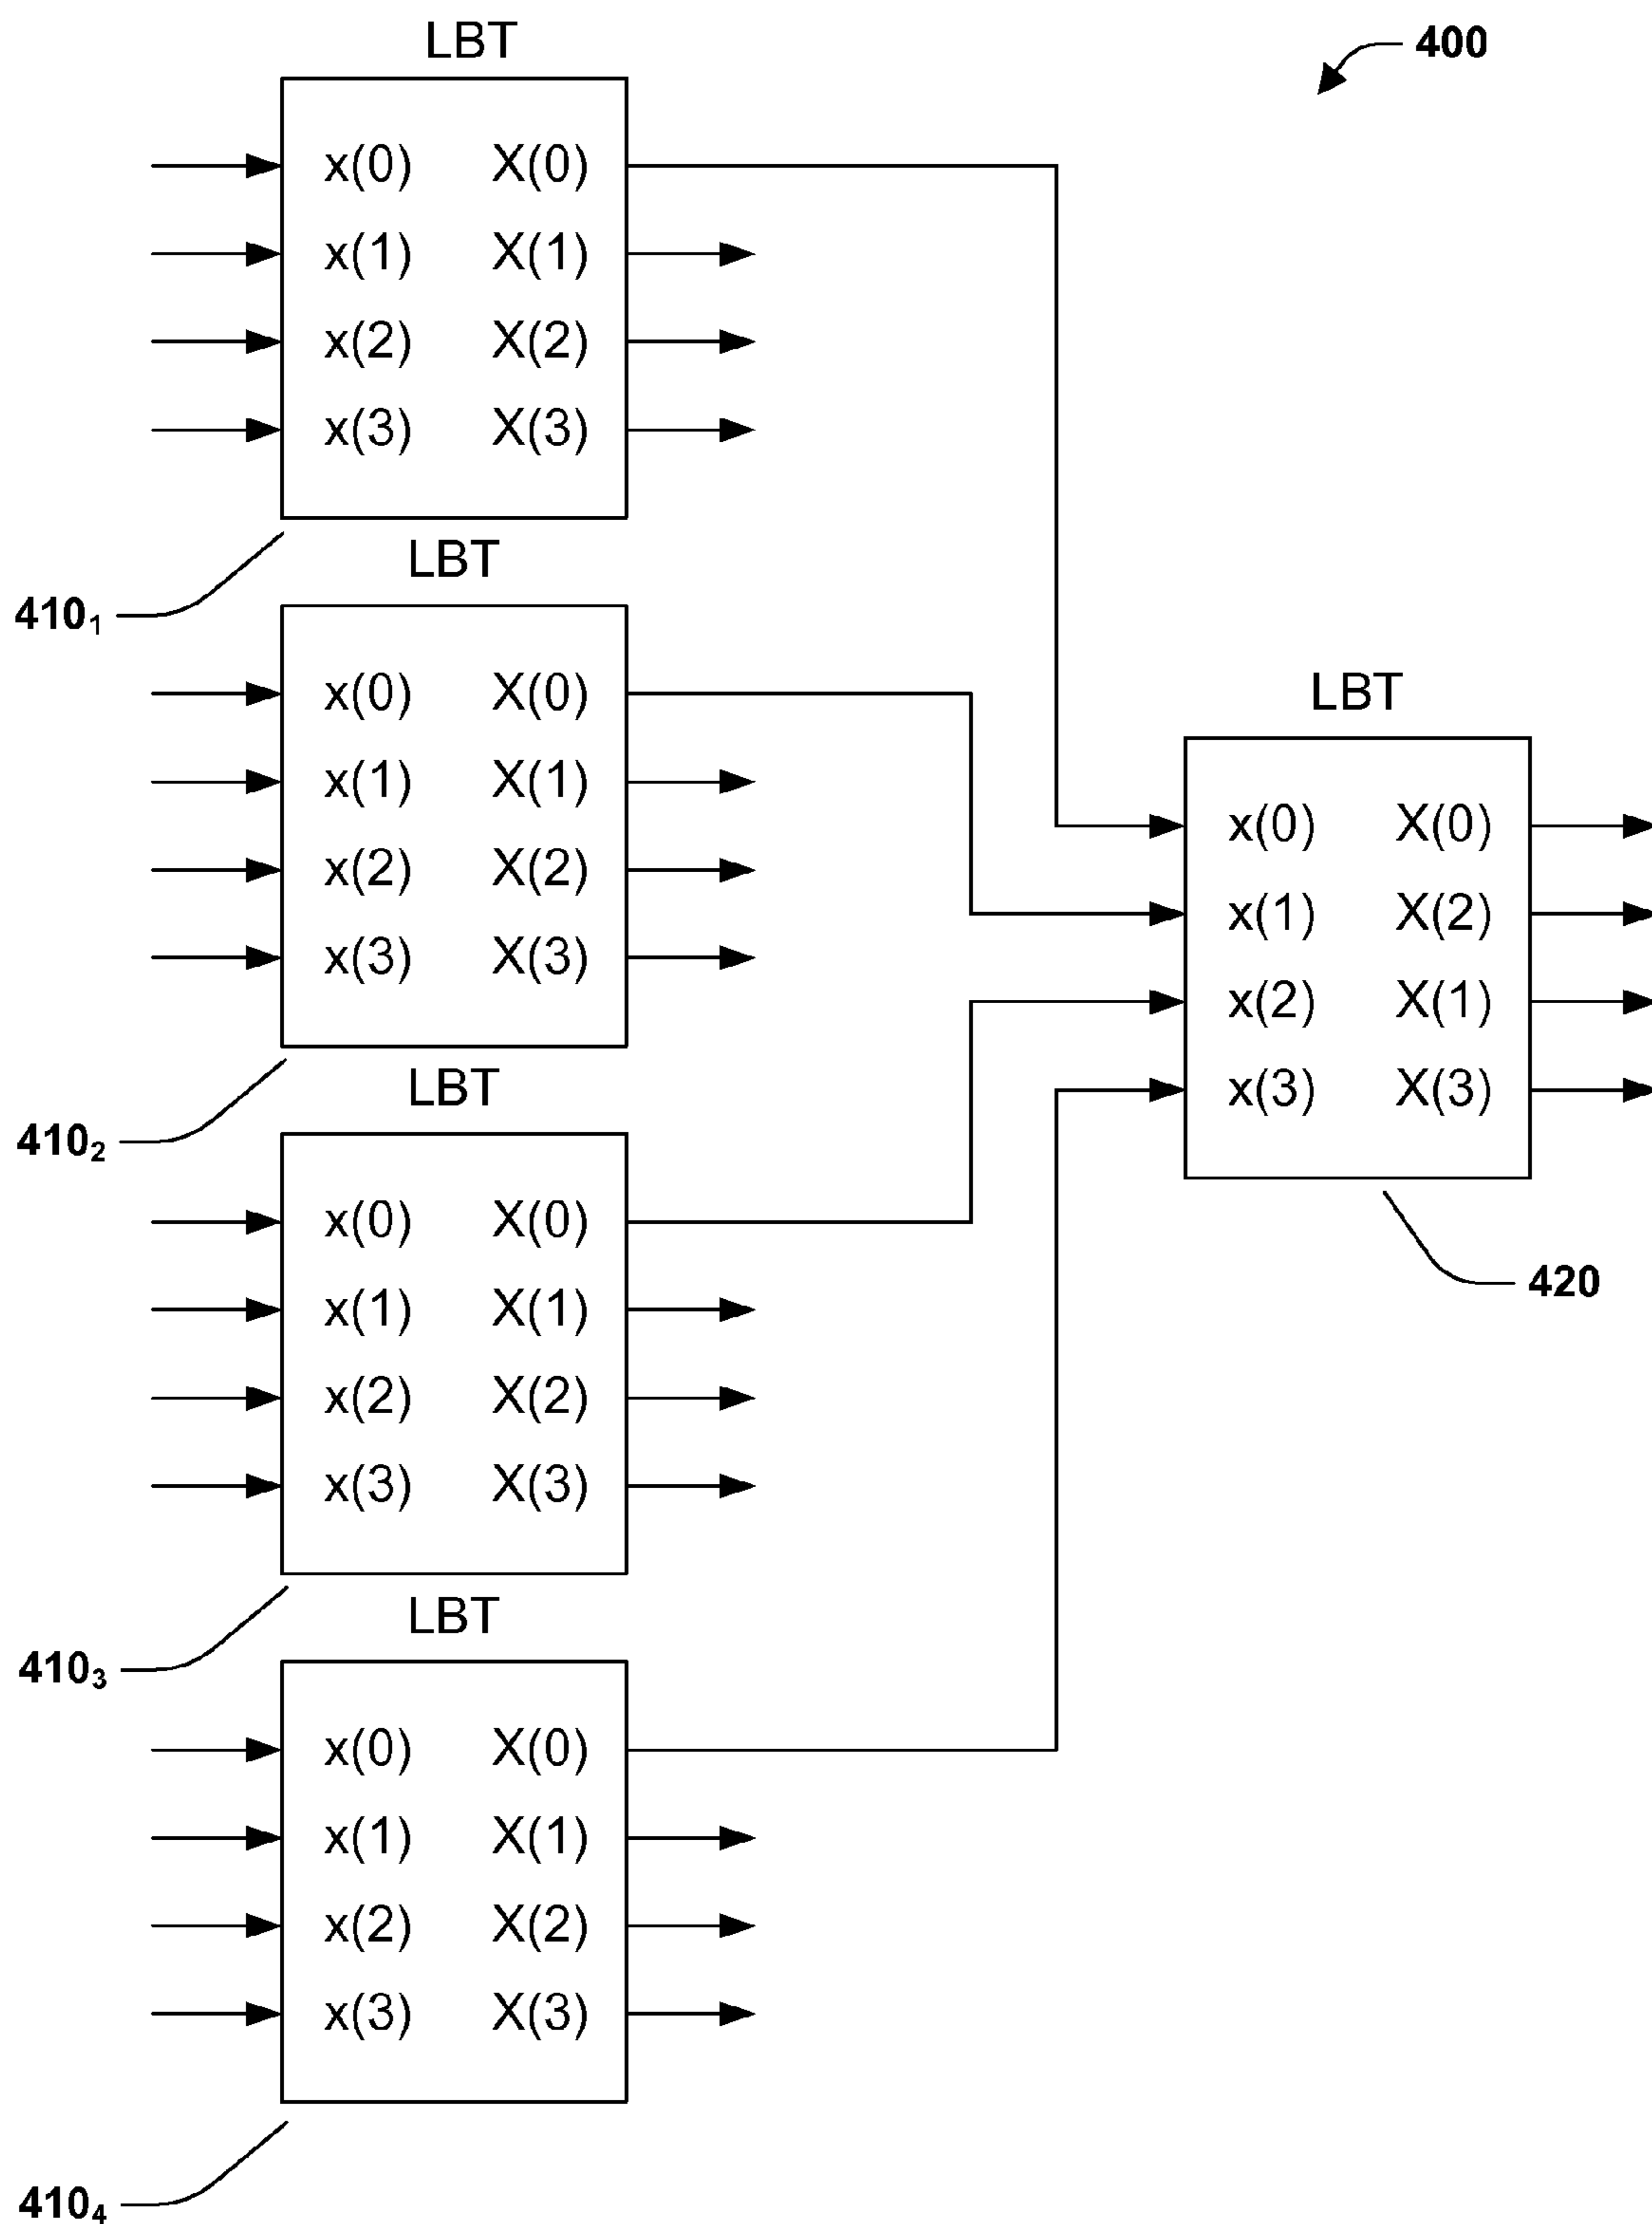 LBT
400
x(0) X(0)
x(1) X(1)
x(2) X(2)
x(3) X(3)
410₁
LBT
x(0) X(0)
x(1) X(1)
x(2) X(2)
x(3) X(3)
410₂
LBT
x(0) X(0)
x(1) X(2)
x(2) X(1)
x(3) X(3)
420
LBT
x(0) X(0)
x(1) X(1)
x(2) X(2)
x(3) X(3)
410₃
LBT
x(0) X(0)
x(1) X(1)
x(2) X(2)
x(3) X(3)
410₄